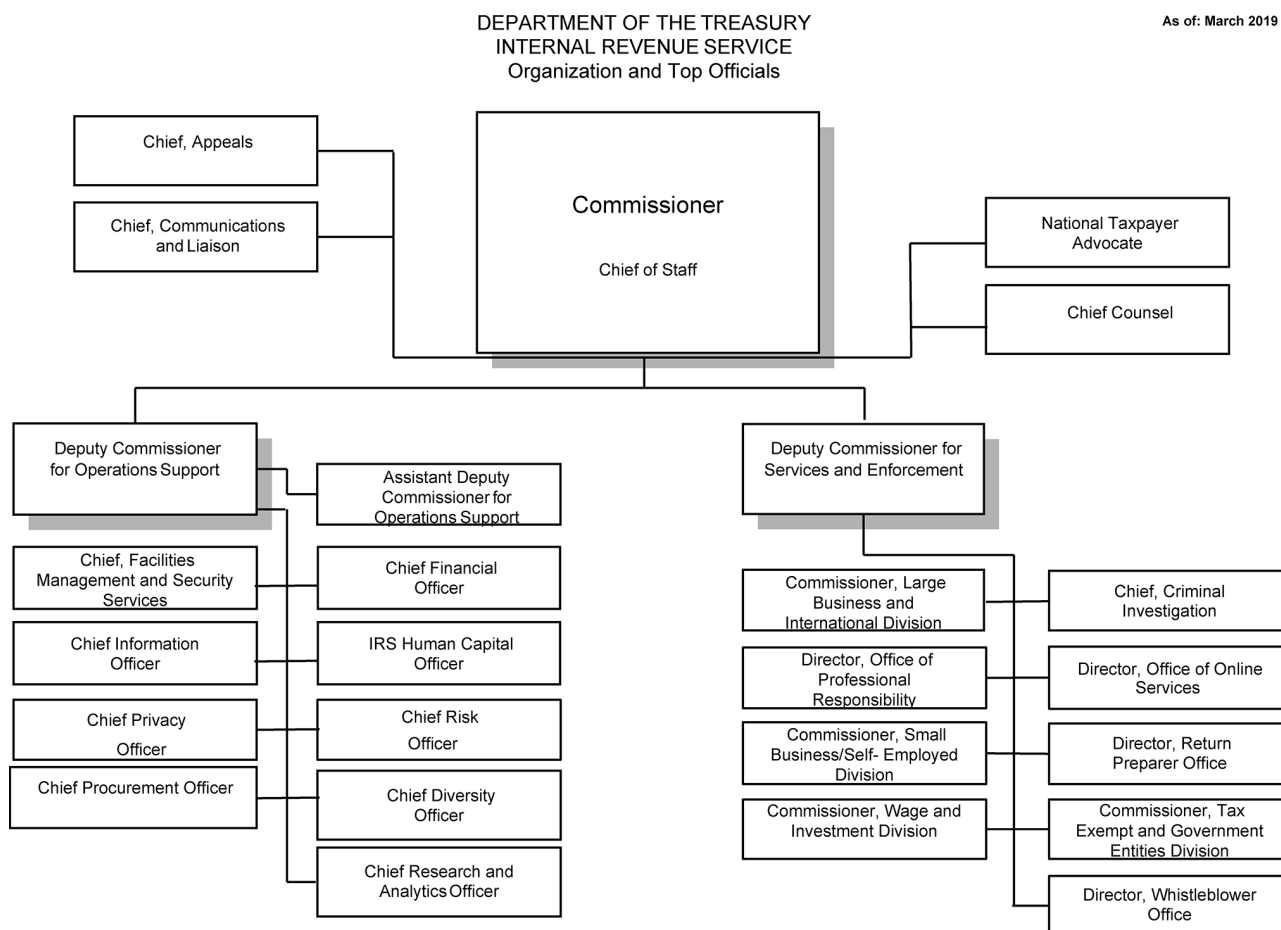 DEPARTMENT OF THE TREASURY
INTERNAL REVENUE SERVICE
Organization and Top Officials
As of: March 2019
Chief, Appeals
Chief, Communications
and Liaison
Commissioner
Chief of Staff
National Taxpayer
Advocate
Chief Counsel
Deputy Commissioner
for Operations Support
Assistant Deputy
Commissioner for
Operations Support
Chief, Facilities
Management and Security
Services
Chief Financial
Officer
Chief Information
Officer
IRS Human Capital
Officer
Chief Privacy
Officer
Chief Risk
Officer
Chief Procurement Officer
Chief Diversity
Officer
Chief Research and
Analytics Officer
Deputy Commissioner for
Services and Enforcement
Commissioner, Large
Business and
International Division
Chief, Criminal
Investigation
Director, Office of
Professional
Responsibility
Director, Office of Online
Services
Commissioner, Small
Business/Self- Employed
Division
Director, Return
Preparer Office
Commissioner, Wage and
Investment Division
Commissioner, Tax
Exempt and Government
Entities Division
Director, Whistleblower
Office